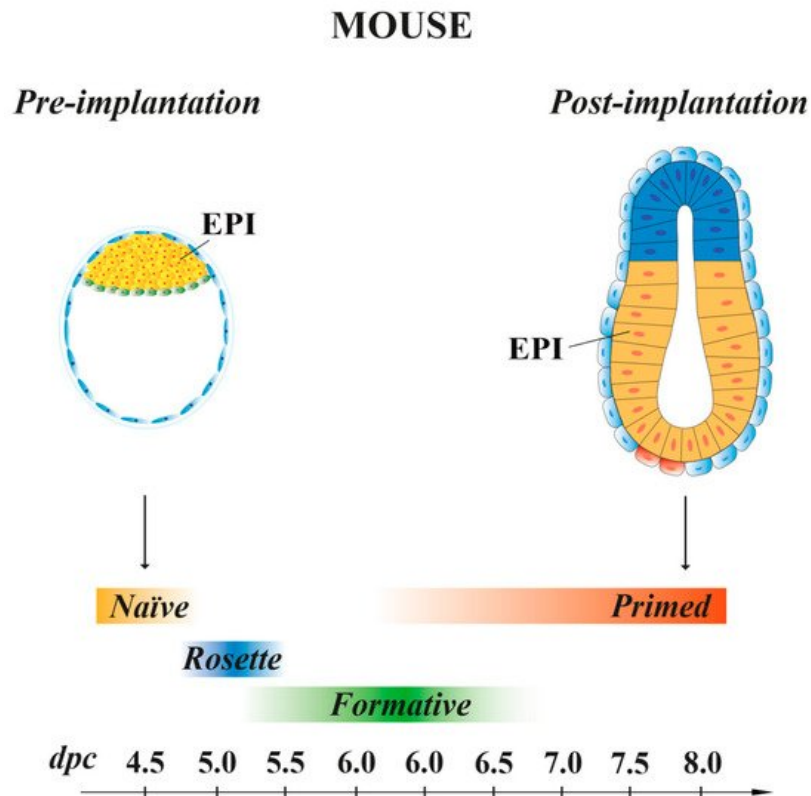 MOUSE
Pre-implantation
Post-implantation
EPI
EPI
Naïve
Primed
Rosette
Formative
dpc 4.5 5.0 5.5 6.0 6.0 6.5 7.0 7.5 8.0